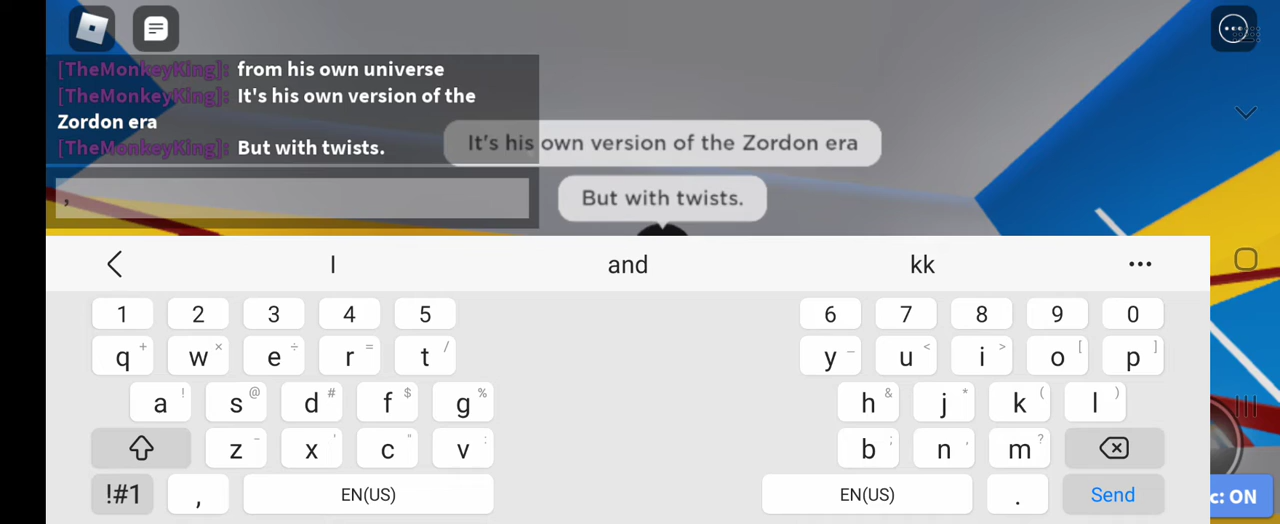 [TheMonkeyKing]: from his own universe
[TheMonkeyKing]: It's his own version of the
Zordon era
[TheMonkeyKing]: But with twists.
It's his own version of the Zordon era
But with twists.
,
I and kk •••
1 2 3 4 5 6 7 8 9 0
q + w × e ÷ r = t / y _ u < i > o [ p ]
a ! s @ d # f $ g % h & j * k ( l )
z - x ' c " v : b ; n , m ?
!#1 , EN(US) EN(US) . Send
c: ON